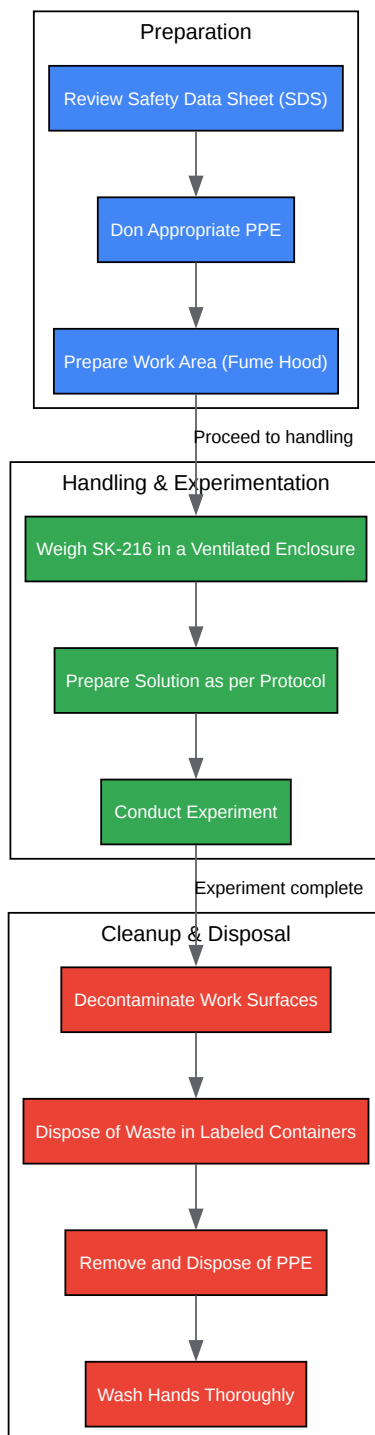 Preparation
Review Safety Data Sheet (SDS)
Don Appropriate PPE
Prepare Work Area (Fume Hood)
Proceed to handling
Handling & Experimentation
Weigh SK-216 in a Ventilated Enclosure
Prepare Solution as per Protocol
Conduct Experiment
Experiment complete
Cleanup & Disposal
Decontaminate Work Surfaces
Dispose of Waste in Labeled Containers
Remove and Dispose of PPE
Wash Hands Thoroughly